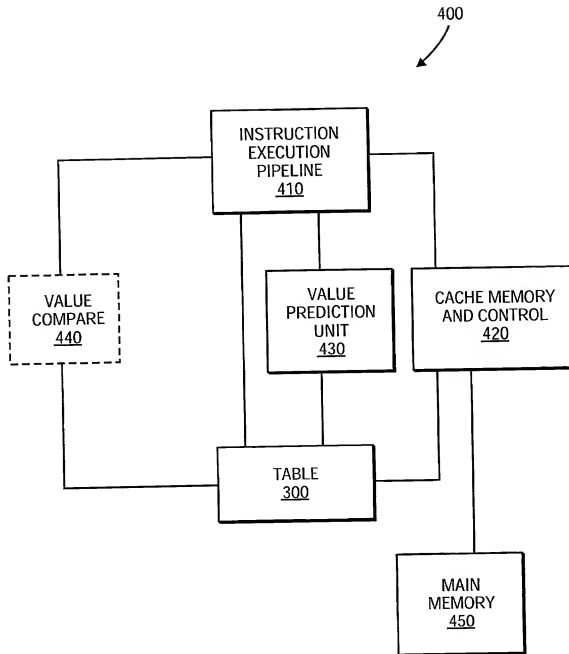 400
INSTRUCTION
EXECUTION
PIPELINE
410
VALUE
COMPARE
440
VALUE
PREDICTION
UNIT
430
CACHE MEMORY
AND CONTROL
420
TABLE
300
MAIN
MEMORY
450